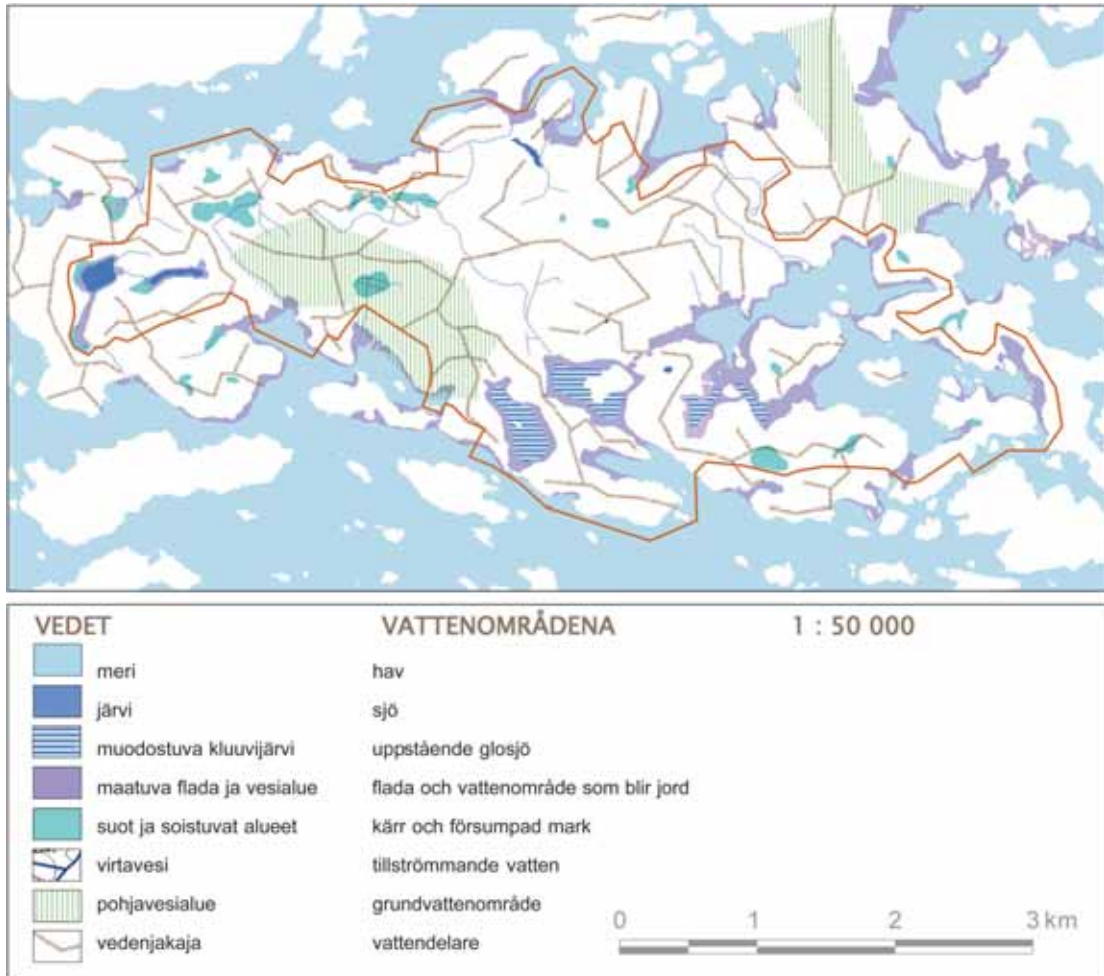 VEDET VATTENOMRÅDENA 1 : 50 000
meri hav
järvi sjö
muodostuva kluuvijärvi uppstående glosjö
maatuva flada ja vesialue flada och vattenområde som blir jord
suot ja soistuvat alueet kärr och försumpad mark
virtavesi tillströmmande vatten
pohjavesialue grundvattenområde
vedenjakaja vattendelare
0 1 2 3 km